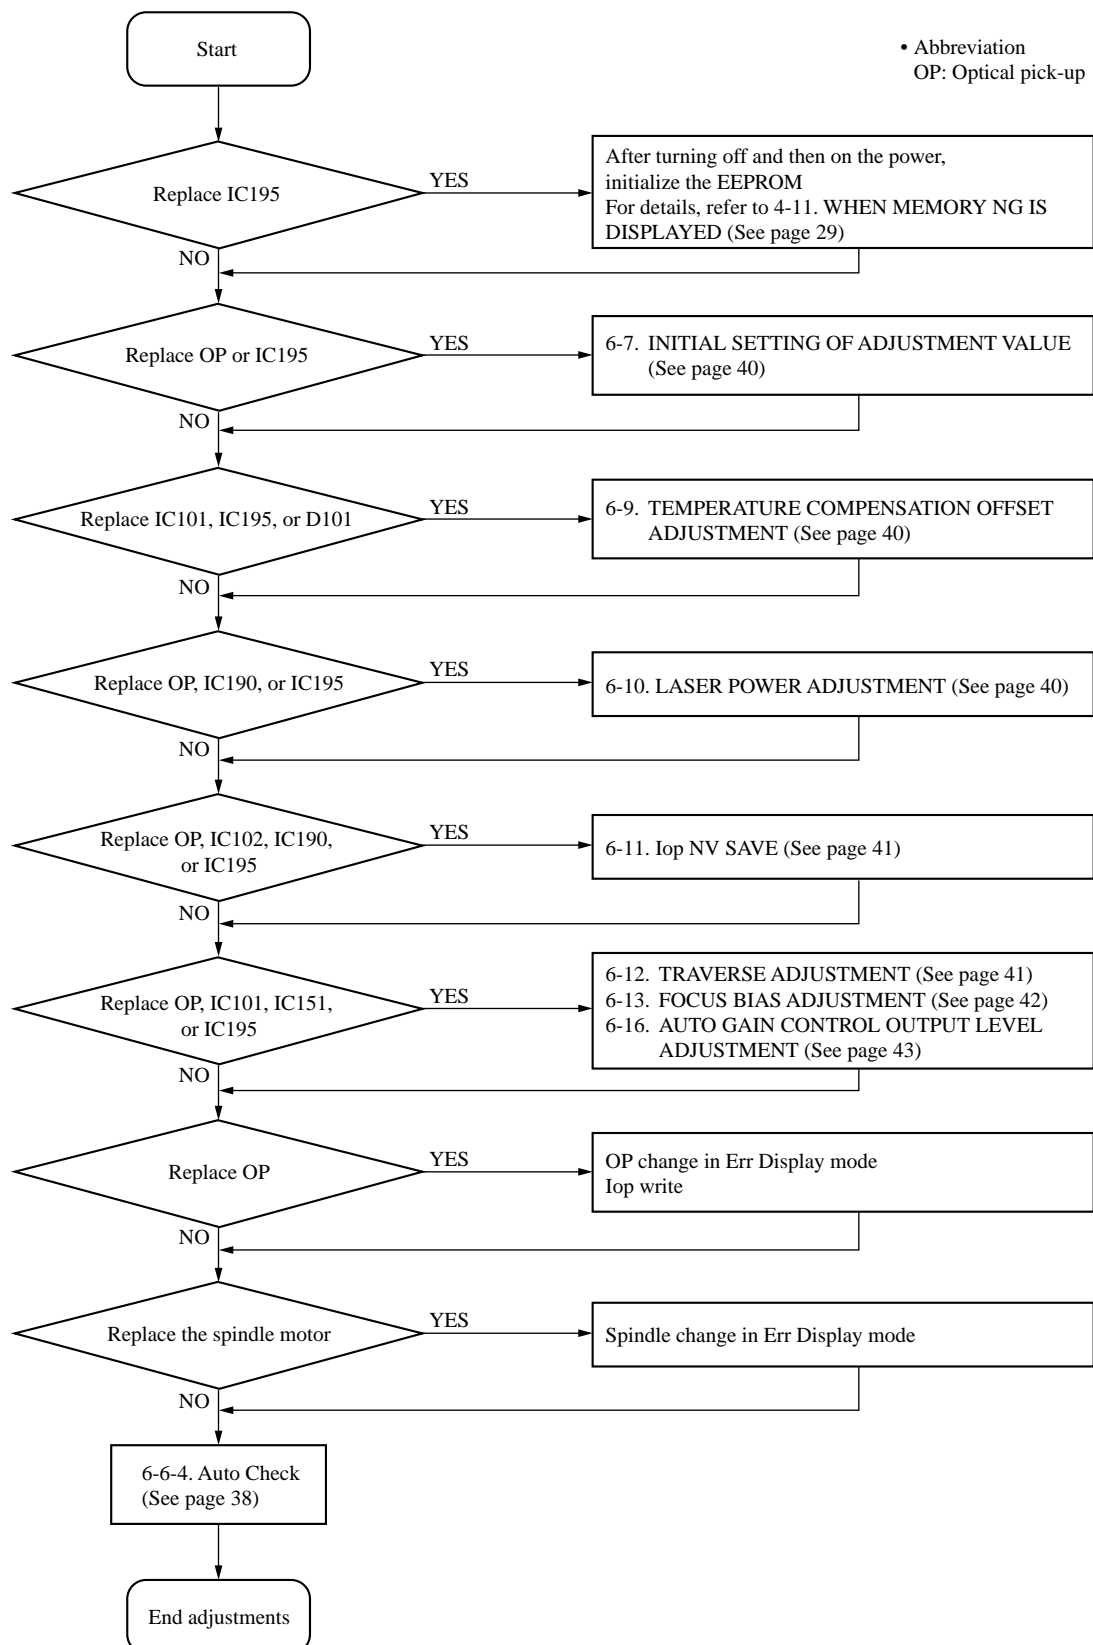 Start
• Abbreviation
OP: Optical pick-up
Replace IC195
YES
After turning off and then on the power,
initialize the EEPROM
For details, refer to 4-11. WHEN MEMORY NG IS
DISPLAYED (See page 29)
NO
Replace OP or IC195
YES
6-7. INITIAL SETTING OF ADJUSTMENT VALUE
(See page 40)
NO
Replace IC101, IC195, or D101
YES
6-9. TEMPERATURE COMPENSATION OFFSET
ADJUSTMENT (See page 40)
NO
Replace OP, IC190, or IC195
YES
6-10. LASER POWER ADJUSTMENT (See page 40)
NO
Replace OP, IC102, IC190,
or IC195
YES
6-11. Iop NV SAVE (See page 41)
NO
Replace OP, IC101, IC151,
or IC195
YES
6-12. TRAVERSE ADJUSTMENT (See page 41)
6-13. FOCUS BIAS ADJUSTMENT (See page 42)
6-16. AUTO GAIN CONTROL OUTPUT LEVEL
ADJUSTMENT (See page 43)
NO
Replace OP
YES
OP change in Err Display mode
Iop write
NO
Replace the spindle motor
YES
Spindle change in Err Display mode
NO
6-6-4. Auto Check
(See page 38)
End adjustments